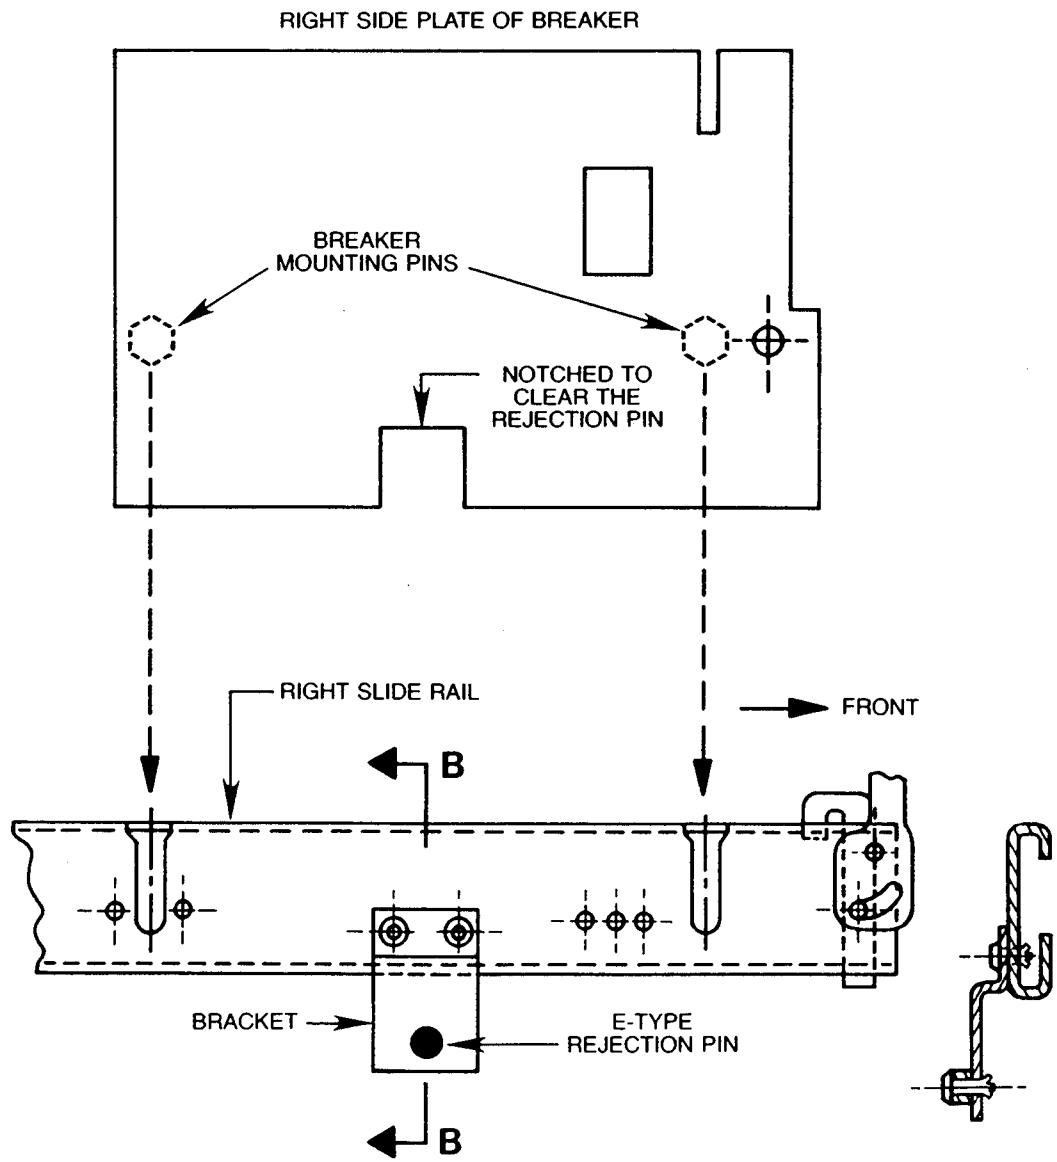 RIGHT SIDE PLATE OF BREAKER
BREAKER
MOUNTING PINS
NOTCHED TO
CLEAR THE
REJECTION PIN
RIGHT SLIDE RAIL
FRONT
B
BRACKET
E-TYPE
REJECTION PIN
B